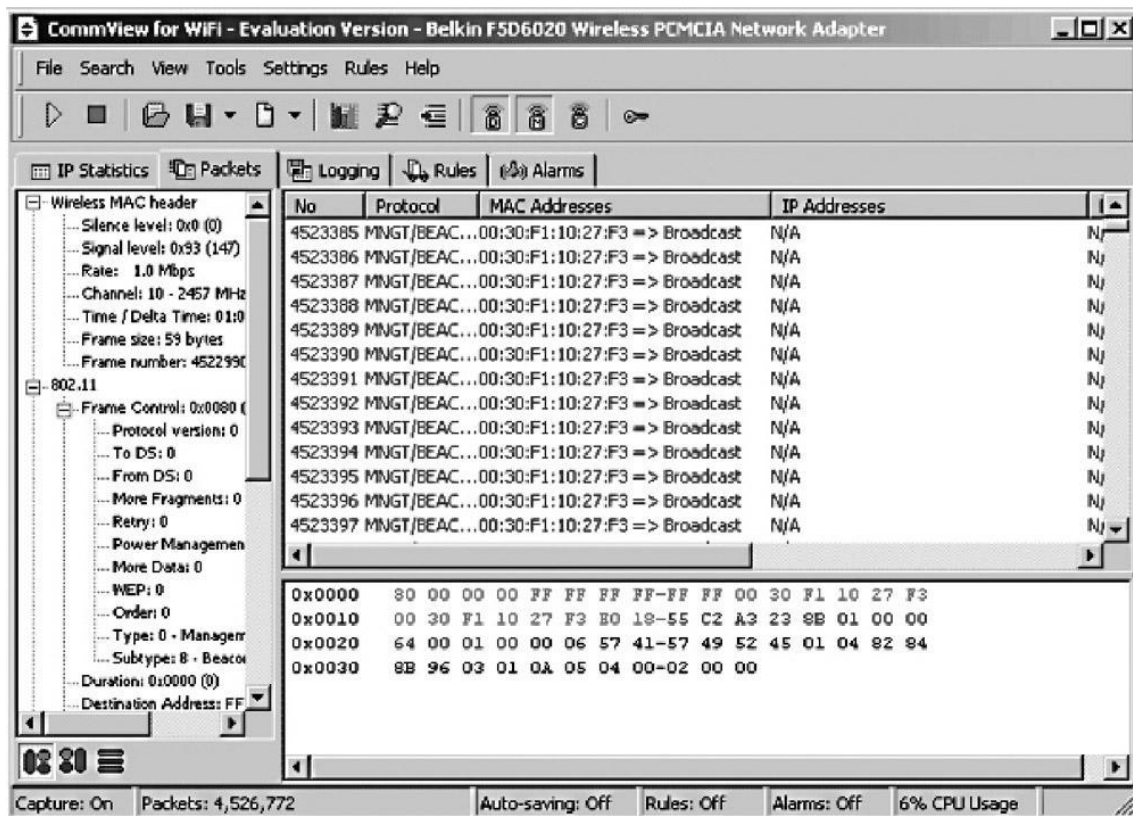 CommView for WiFi - Evaluation Version - Belkin F5D6020 Wireless PCMCIA Network Adapter
File Search View Tools Settings Rules Help
IP Statistics Packets Logging Rules Alarms
Wireless MAC header
Silence level: 0x0 (0)
Signal level: 0x93 (147)
Rate: 1.0 Mbps
Channel: 10 - 2457 MHz
Time / Delta Time: 01:0
Frame size: 59 bytes
Frame number: 4522990
802.11
Frame Control: 0x0080 (
Protocol version: 0
To DS: 0
From DS: 0
More Fragments: 0
Retry: 0
Power Managemen
More Data: 0
WEP: 0
Order: 0
Type: 0 - Managem
Subtype: 8 - Beacon
Duration: 0x0000 (0)
Destination Address: FF
No Protocol MAC Addresses IP Addresses
4523385 MNGT/BEAC... 00:30:F1:10:27:F3 => Broadcast N/A N/
4523386 MNGT/BEAC... 00:30:F1:10:27:F3 => Broadcast N/A N/
4523387 MNGT/BEAC... 00:30:F1:10:27:F3 => Broadcast N/A N/
4523388 MNGT/BEAC... 00:30:F1:10:27:F3 => Broadcast N/A N/
4523389 MNGT/BEAC... 00:30:F1:10:27:F3 => Broadcast N/A N/
4523390 MNGT/BEAC... 00:30:F1:10:27:F3 => Broadcast N/A N/
4523391 MNGT/BEAC... 00:30:F1:10:27:F3 => Broadcast N/A N/
4523392 MNGT/BEAC... 00:30:F1:10:27:F3 => Broadcast N/A N/
4523393 MNGT/BEAC... 00:30:F1:10:27:F3 => Broadcast N/A N/
4523394 MNGT/BEAC... 00:30:F1:10:27:F3 => Broadcast N/A N/
4523395 MNGT/BEAC... 00:30:F1:10:27:F3 => Broadcast N/A N/
4523396 MNGT/BEAC... 00:30:F1:10:27:F3 => Broadcast N/A N/
4523397 MNGT/BEAC... 00:30:F1:10:27:F3 => Broadcast N/A N/
0x0000 80 00 00 00 FF FF FF FF-FF FF 00 30 F1 10 27 F3
0x0010 00 30 F1 10 27 F3 E0 18-55 C2 A3 23 8B 01 00 00
0x0020 64 00 01 00 00 06 57 41-57 49 52 45 01 04 82 84
0x0030 8B 96 03 01 0A 05 04 00-02 00 00
Capture: On Packets: 4,526,772 Auto-saving: Off Rules: Off Alarms: Off 6% CPU Usage